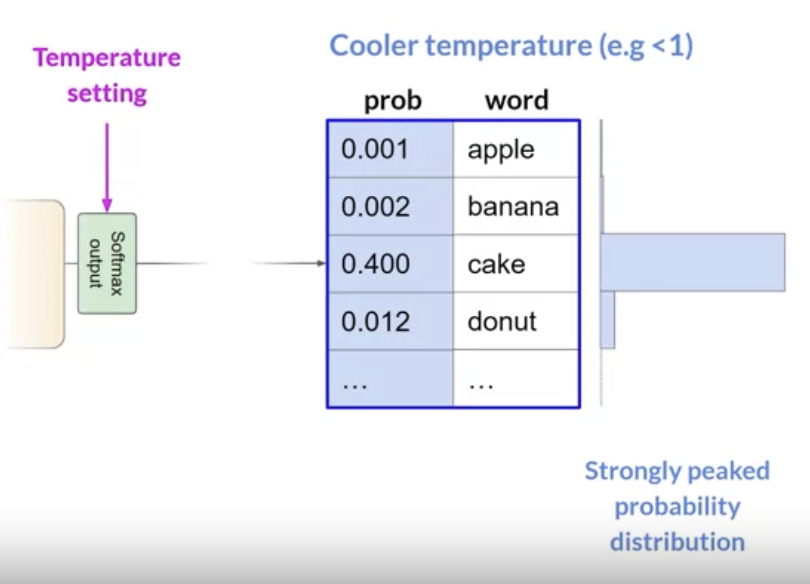 Temperature
setting
Cooler temperature (e.g <1)
prob word
0.001 apple
0.002 banana
0.400 cake
0.012 donut
... ...
Softmax
output
Strongly peaked
probability
distribution